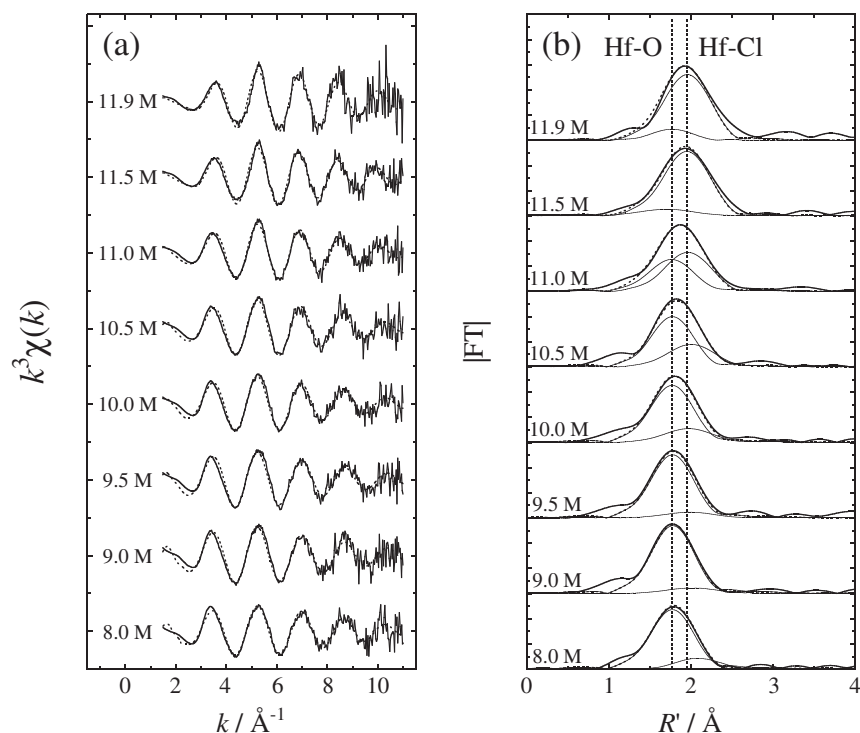 (a)
11.9 M
11.5 M
11.0 M
10.5 M
10.0 M
9.5 M
9.0 M
8.0 M
k³χ(k)
0 2 4 6 8 10
k / Å⁻¹
(b) Hf-O Hf-Cl
11.9 M
11.5 M
11.0 M
10.5 M
10.0 M
9.5 M
9.0 M
8.0 M
|FT|
0 1 2 3 4
R' / Å